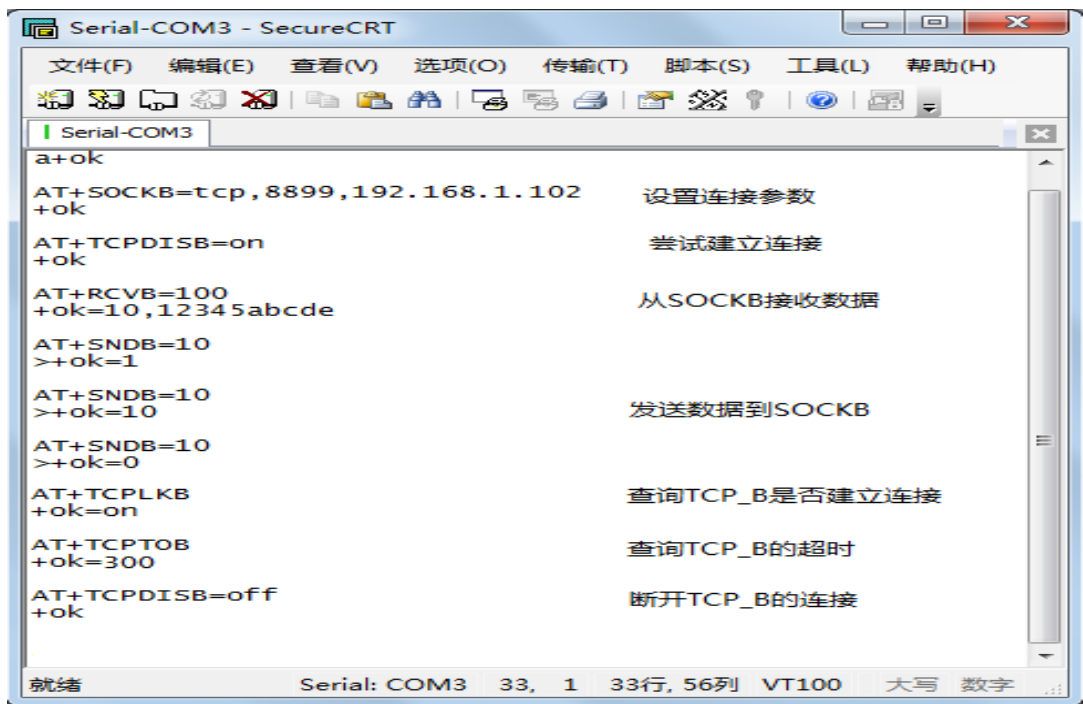 Serial-COM3 - SecureCRT
文件(F) 编辑(E) 查看(V) 选项(O) 传输(T) 脚本(S) 工具(L) 帮助(H)
Serial-COM3
a+ok
AT+SOCKB=tcp,8899,192.168.1.102 设置连接参数
+ok
AT+TCPDISB=on 尝试建立连接
+ok
AT+RCVB=100 从SOCKB接收数据
+ok=10,12345abcde
AT+SNDB=10
>+ok=1
AT+SNDB=10
>+ok=10 发送数据到SOCKB
AT+SNDB=10
>+ok=0
AT+TCPLKB 查询TCP_B是否建立连接
+ok=on
AT+TCPTOB 查询TCP_B的超时
+ok=300
AT+TCPDISB=off 断开TCP_B的连接
+ok
就绪 Serial: COM3 33, 1 33行, 56列 VT100 大写 数字